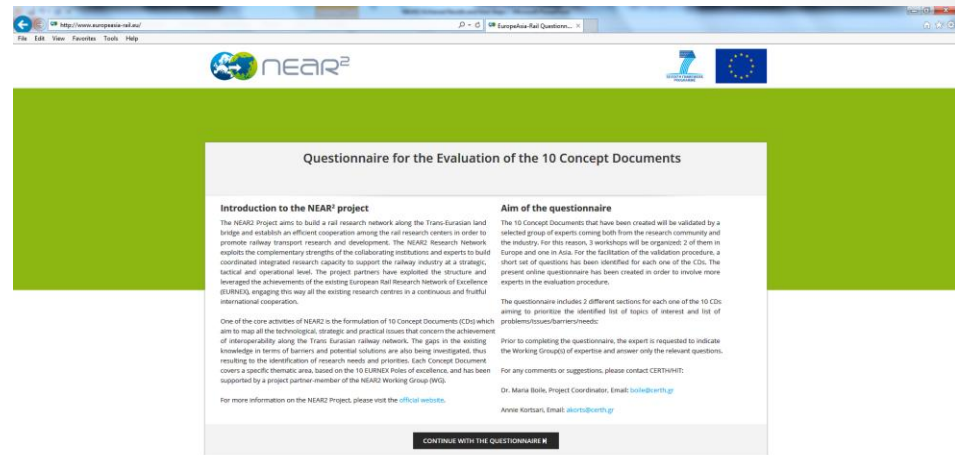 http://www.europeasia-rail.eu/
EuropeAsia-Rail Questionn...
File Edit View Favorites Tools Help
near²
7
SEVENTH FRAMEWORK
PROGRAMME
Questionnaire for the Evaluation of the 10 Concept Documents
Introduction to the NEAR² project
The NEAR2 Project aims to build a rail research network along the Trans-Eurasian land
bridge and establish an efficient cooperation among the rail research centers in order to
promote railway transport research and development. The NEAR2 Research Network
exploits the complementary strengths of the collaborating institutions and experts to build
coordinated integrated research capacity to support the railway industry at a strategic,
tactical and operational level. The project partners have exploited the structure and
leveraged the achievements of the existing European Rail Research Network of Excellence
(EURNEX), engaging this way all the existing research centres in a continuous and fruitful
international cooperation.
One of the core activities of NEAR2 is the formulation of 10 Concept Documents (CDs) which
aim to map all the technological, strategic and practical issues that concern the achievement
of interoperability along the Trans Eurasian railway network. The gaps in the existing
knowledge in terms of barriers and potential solutions are also being investigated, thus
resulting to the identification of research needs and priorities. Each Concept Document
covers a specific thematic area, based on the 10 EURNEX Poles of excellence, and has been
supported by a project partner-member of the NEAR2 Working Group (WG).
For more information on the NEAR2 Project, please visit the official website.
Aim of the questionnaire
The 10 Concept Documents that have been created will be validated by a
selected group of experts coming both from the research community and
the industry. For this reason, 3 workshops will be organized; 2 of them in
Europe and one in Asia. For the facilitation of the validation procedure, a
short set of questions has been identified for each one of the CDs. The
present online questionnaire has been created in order to involve more
experts in the evaluation procedure.
The questionnaire includes 2 different sections for each one of the 10 CDs
aiming to prioritize the identified list of topics of interest and list of
problems/issues/barriers/needs:
Prior to completing the questionnaire, the expert is requested to indicate
the Working Group(s) of expertise and answer only the relevant questions.
For any comments or suggestions, please contact CERTH/HIT:
Dr. Maria Boile, Project Coordinator, Email: boile@certh.gr
Annie Kortsari, Email: akorts@certh.gr
CONTINUE WITH THE QUESTIONNAIRE